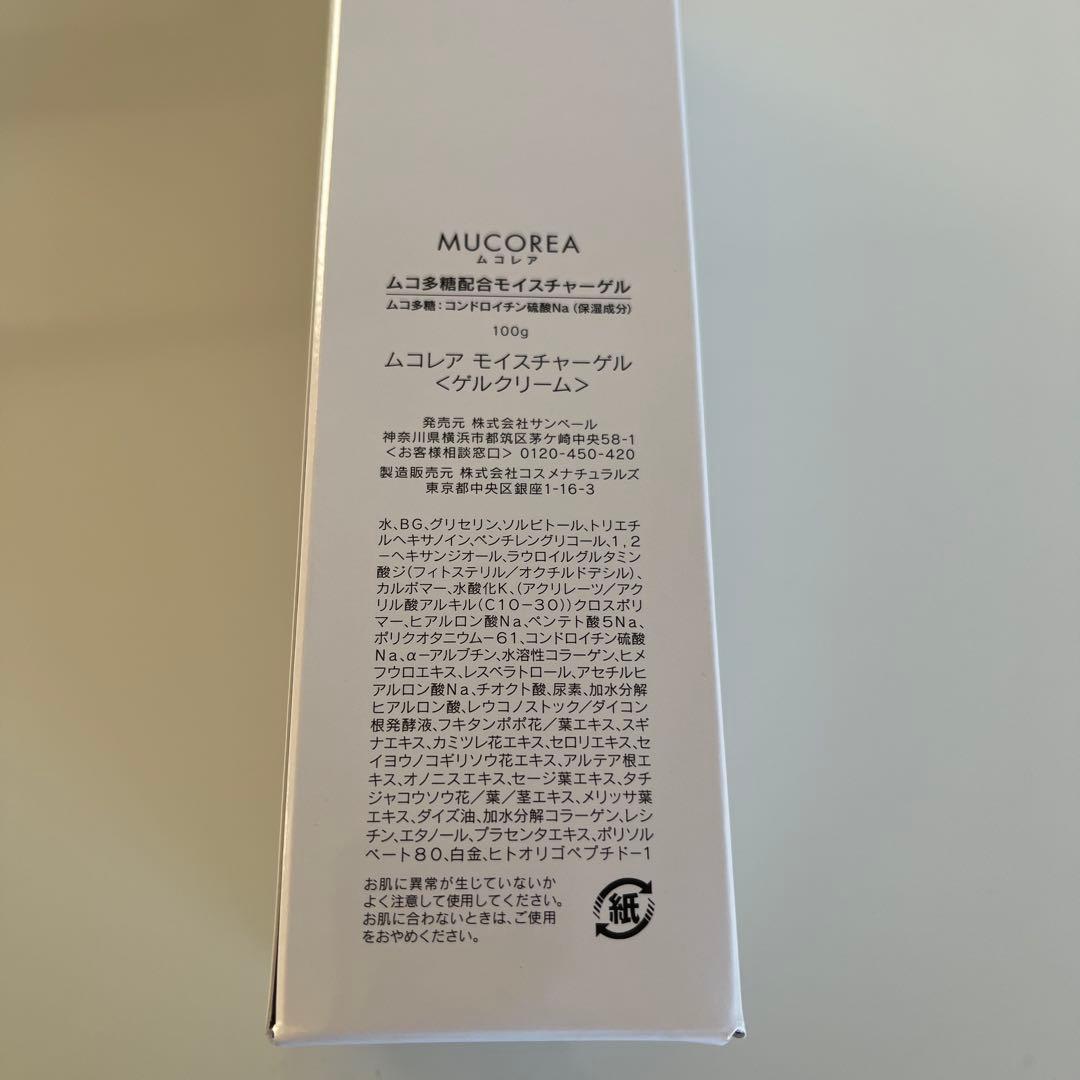 MUCOREA
ムコレア
ムコ多糖配合モイスチャーゲル
ムコ多糖：コンドロイチン硫酸Na（保湿成分）
100g
ムコレア モイスチャーゲル
＜ゲルクリーム＞
発売元 株式会社サンベール
神奈川県横浜市都筑区茅ケ崎中央58-1
＜お客様相談窓口＞ 0120-450-420
製造販売元 株式会社コスメナチュラルズ
東京都中央区銀座1-16-3
水、BG、グリセリン、ソルビトール、トリエチ
ルヘキサノイン、ペンチレングリコール、1，2
－ヘキサンジオール、ラウロイルグルタミン
酸ジ（フィトステリル／オクチルドデシル）、
カルボマー、水酸化K、（アクリレーツ／アク
リル酸アルキル（C10－30））クロスポリ
マー、ヒアルロン酸Na、ペンテト酸5Na、
ポリクオタニウム－61、コンドロイチン硫酸
Na、α－アルブチン、水溶性コラーゲン、ヒメ
フウロエキス、レスベラトロール、アセチルヒ
アルロン酸Na、チオクト酸、尿素、加水分解
ヒアルロン酸、レウコノストック／ダイコン
根発酵液、フキタンポポ花／葉エキス、スギ
ナエキス、カミツレ花エキス、セロリエキス、セ
イヨウノコギリソウ花エキス、アルテア根エ
キス、オノニスエキス、セージ葉エキス、タチ
ジャコウソウ花／葉／茎エキス、メリッサ葉
エキス、ダイズ油、加水分解コラーゲン、レシ
チン、エタノール、プラセンタエキス、ポリソル
ベート80、白金、ヒトオリゴペプチド－1
お肌に異常が生じていないか
よく注意して使用してください。
お肌に合わないときは、ご使用
をおやめください。
紙